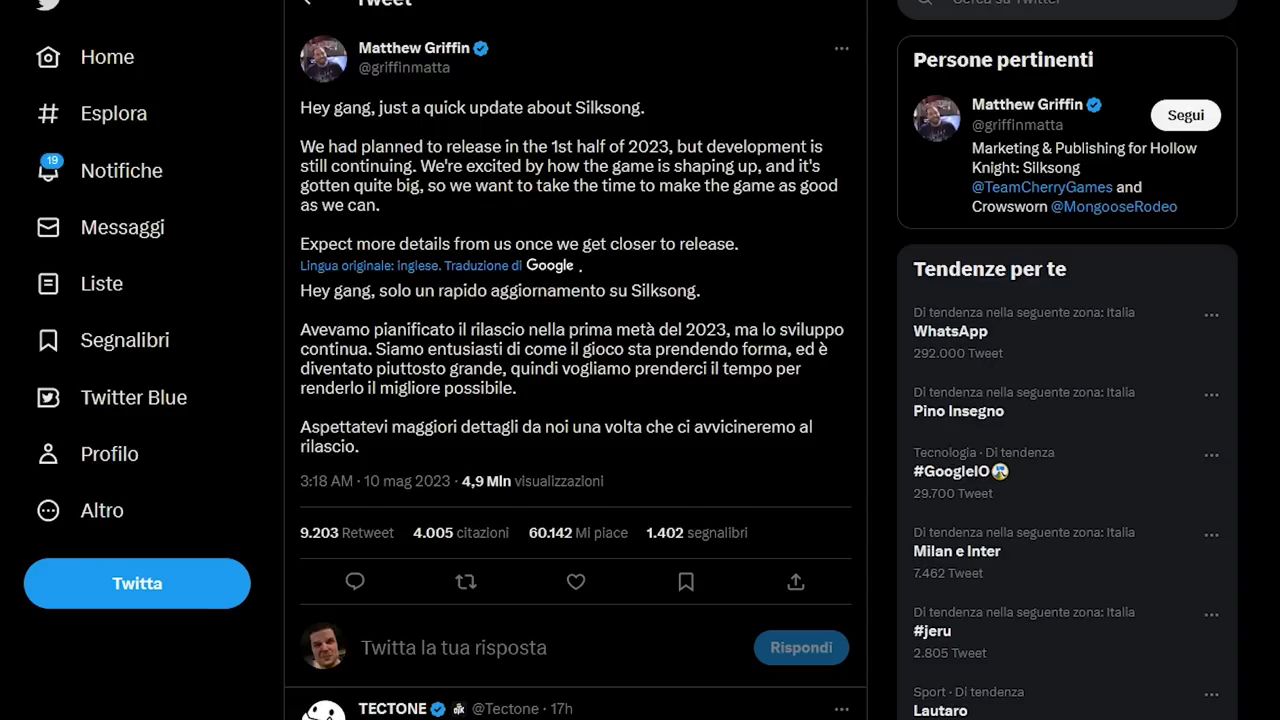 Tweet
Cerca su Twitter
Home
Esplora
19
Notifiche
Messaggi
Liste
Segnalibri
Twitter Blue
Profilo
Altro
Twitta
Matthew Griffin
@griffinmatta
Hey gang, just a quick update about Silksong.
We had planned to release in the 1st half of 2023, but development is
still continuing. We're excited by how the game is shaping up, and it's
gotten quite big, so we want to take the time to make the game as good
as we can.
Expect more details from us once we get closer to release.
Lingua originale: inglese. Traduzione di Google .
Hey gang, solo un rapido aggiornamento su Silksong.
Avevamo pianificato il rilascio nella prima metà del 2023, ma lo sviluppo
continua. Siamo entusiasti di come il gioco sta prendendo forma, ed è
diventato piuttosto grande, quindi vogliamo prenderci il tempo per
renderlo il migliore possibile.
Aspettatevi maggiori dettagli da noi una volta che ci avvicineremo al
rilascio.
3:18 AM · 10 mag 2023 · 4,9 Mln visualizzazioni
9.203 Retweet 4.005 citazioni 60.142 Mi piace 1.402 segnalibri
Twitta la tua risposta
Rispondi
TECTONE @Tectone · 17h
Persone pertinenti
Matthew Griffin
@griffinmatta
Segui
Marketing & Publishing for Hollow
Knight: Silksong
@TeamCherryGames and
Crowsworn @MongooseRodeo
Tendenze per te
Di tendenza nella seguente zona: Italia
WhatsApp
292.000 Tweet
Di tendenza nella seguente zona: Italia
Pino Insegno
Tecnologia · Di tendenza
#GoogleIO
29.700 Tweet
Di tendenza nella seguente zona: Italia
Milan e Inter
7.462 Tweet
Di tendenza nella seguente zona: Italia
#jeru
2.805 Tweet
Sport · Di tendenza
Lautaro